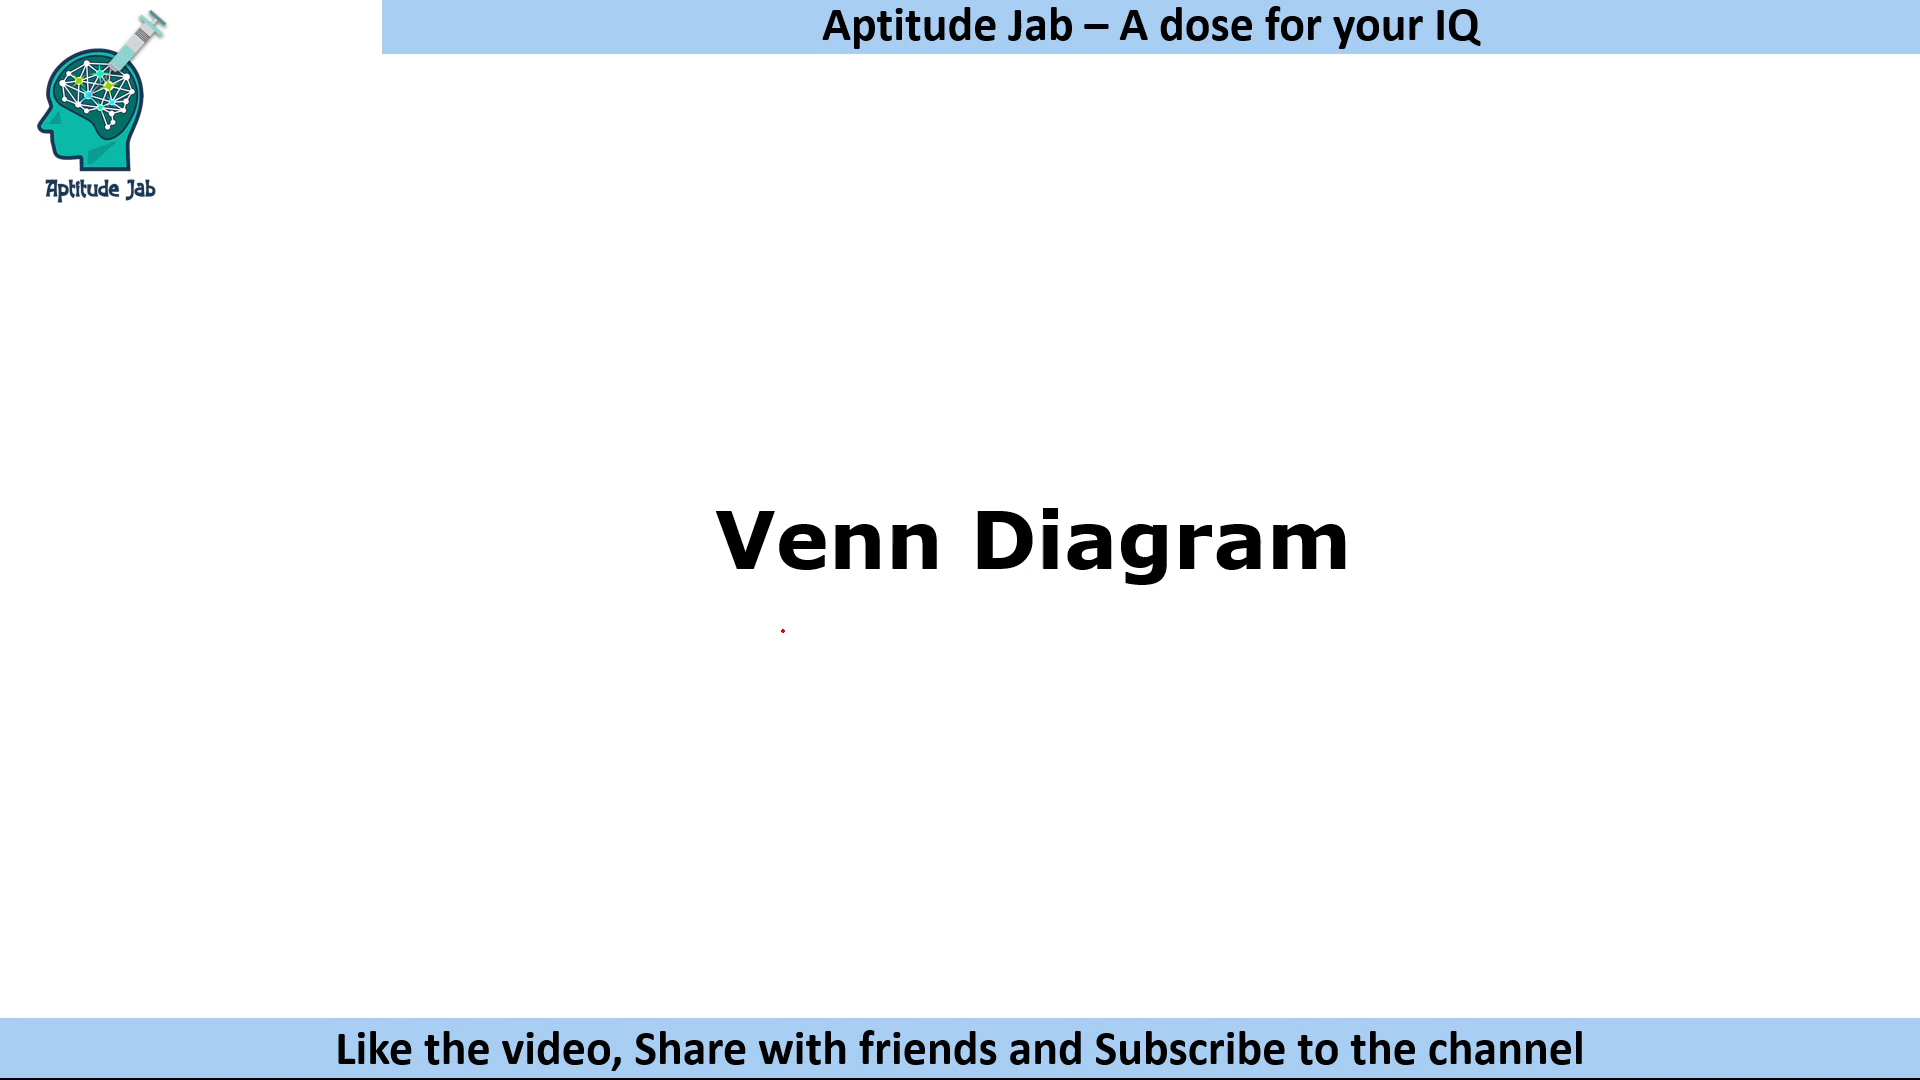 Aptitude Jab – A dose for your IQ
Aptitude Jab
Venn Diagram
Like the video, Share with friends and Subscribe to the channel